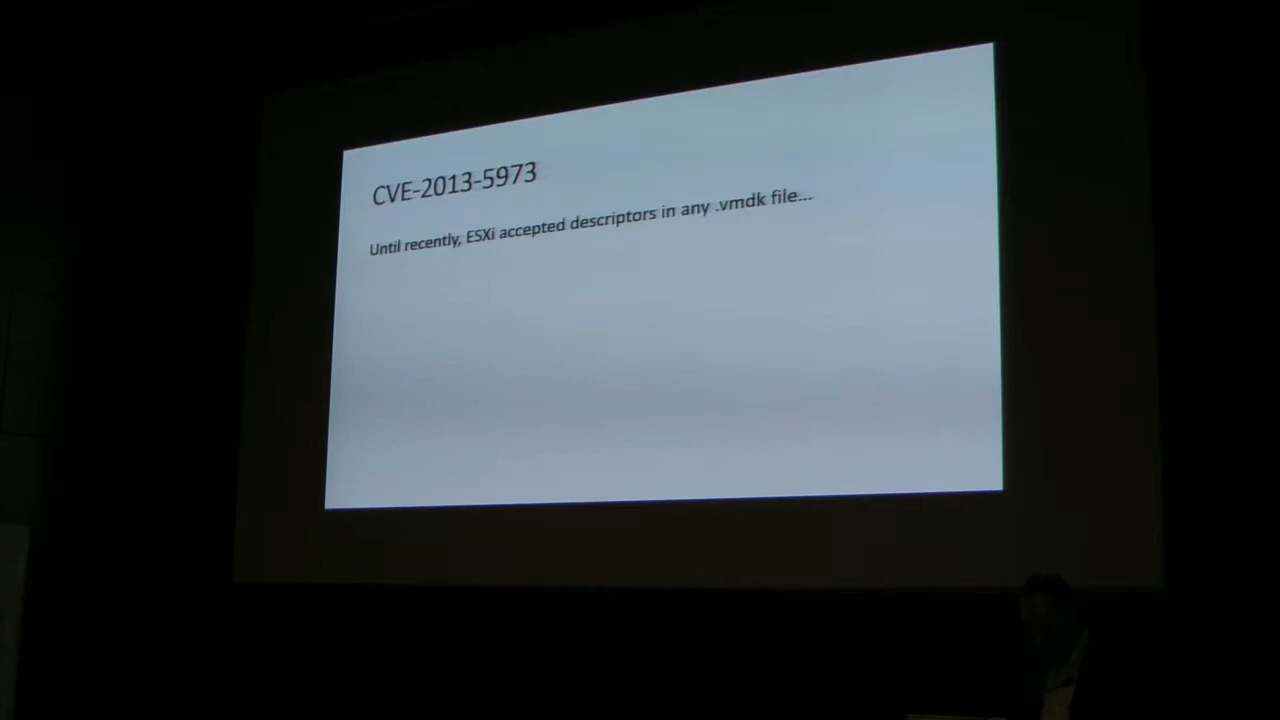 CVE-2013-5973
Until recently, ESXi accepted descriptors in any .vmdk file...